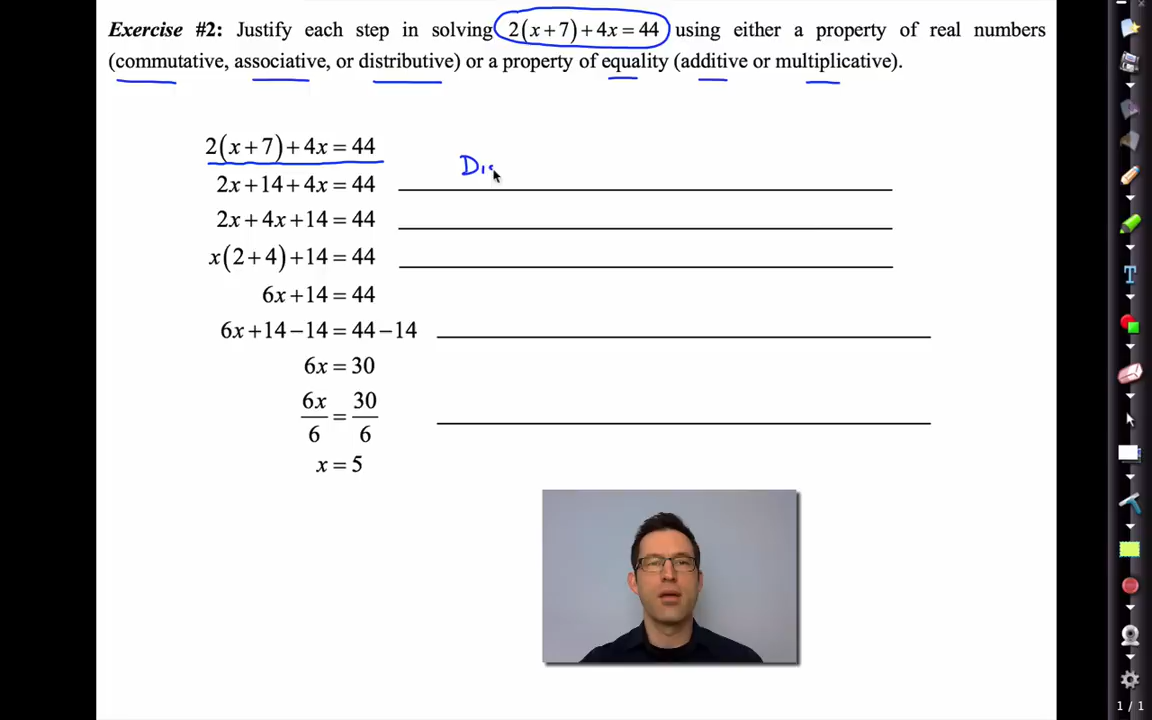 Exercise #2: Justify each step in solving 2(x+7)+4x=44 using either a property of real numbers
(commutative, associative, or distributive) or a property of equality (additive or multiplicative).
2(x+7)+4x=44
Dis
2x+14+4x=44
2x+4x+14=44
x(2+4)+14=44
6x+14=44
6x+14−14=44−14
6x=30
6x/6=30/6
x=5
T
1/1